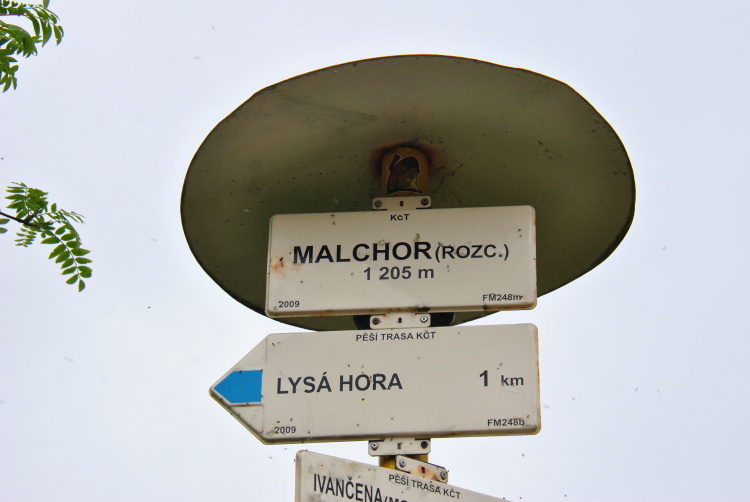 KčT
MALCHOR (ROZC.)
1 205 m
2009 FM248m
PĚŠÍ TRASA KČT
LYSÁ HORA 1 km
2009 FM248b
PĚŠÍ TRASA KČT
IVANČENA